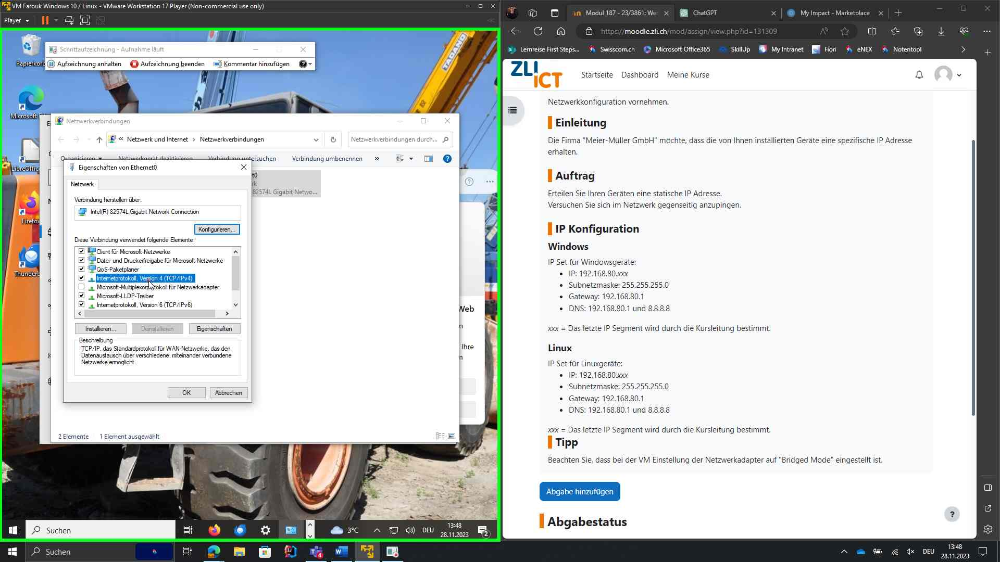 VM Farouk Windows 10 / Linux - VMware Workstation 17 Player (Non-commercial use only)
Player
Papierkorb
Schrittaufzeichnung - Aufnahme läuft
Aufzeichnung anhalten
Aufzeichnung beenden
Kommentar hinzufügen
TADANO
Microsoft
LibreOffic
Firefox
Thunderb
Netzwerkverbindungen
« Netzwerk und Internet › Netzwerkverbindungen
Netzwerkverbindungen durch...
Organisieren
Netzwerkgerät deaktivieren
Verbindung untersuchen
Verbindung umbenennen
»
t0
rk
82574L Gigabit Netwo...
Eigenschaften von Ethernet0
Netzwerk
Verbindung herstellen über:
Intel(R) 82574L Gigabit Network Connection
Konfigurieren...
Diese Verbindung verwendet folgende Elemente:
Client für Microsoft-Netzwerke
Datei- und Druckerfreigabe für Microsoft-Netzwerke
QoS-Paketplaner
Internetprotokoll, Version 4 (TCP/IPv4)
Microsoft-Multiplexorprotokoll für Netzwerkadapter
Microsoft-LLDP-Treiber
Internetprotokoll, Version 6 (TCP/IPv6)
Installieren...
Deinstallieren
Eigenschaften
Beschreibung
TCP/IP, das Standardprotokoll für WAN-Netzwerke, das den
Datenaustausch über verschiedene, miteinander verbundene
Netzwerke ermöglicht.
OK
Abbrechen
Web
n
Ihre
n
2 Elemente
1 Element ausgewählt
Suchen
3°C
DEU
13:48
28.11.2023
2
Modul 187 - 23/3861: Wer
ChatGPT
My Impact - Marketplace
https://moodle.zli.ch/mod/assign/view.php?id=131309
Lernreise First Steps...
Swisscom.ch
Microsoft Office365
SkillUp
My Intranet
Fiori
eNEX
Notentool
ZLI ICT
Startseite
Dashboard
Meine Kurse
Netzwerkkonfiguration vornehmen.
Einleitung
Die Firma "Meier-Müller GmbH" möchte, dass die von Ihnen installierten Geräte eine spezifische IP Adresse
erhalten.
Auftrag
Erteilen Sie Ihren Geräten eine statische IP Adresse.
Versuchen Sie sich im Netzwerk gegenseitig anzupingen.
IP Konfiguration
Windows
IP Set für Windowsgeräte:
• IP: 192.168.80.xxx
• Subnetzmaske: 255.255.255.0
• Gateway: 192.168.80.1
• DNS: 192.168.80.1 und 8.8.8.8
xxx = Das letzte IP Segment wird durch die Kursleitung bestimmt.
Linux
IP Set für Linuxgeräte:
• IP: 192.168.80.xxx
• Subnetzmaske: 255.255.255.0
• Gateway: 192.168.80.1
• DNS: 192.168.80.1 und 8.8.8.8
xxx = Das letzte IP Segment wird durch die Kursleitung bestimmt.
Tipp
Beachten Sie, dass bei der VM Einstellung der Netzwerkadapter auf "Bridged Mode" eingestellt ist.
Abgabe hinzufügen
Abgabestatus
?
Suchen
4
DEU
13:48
28.11.2023